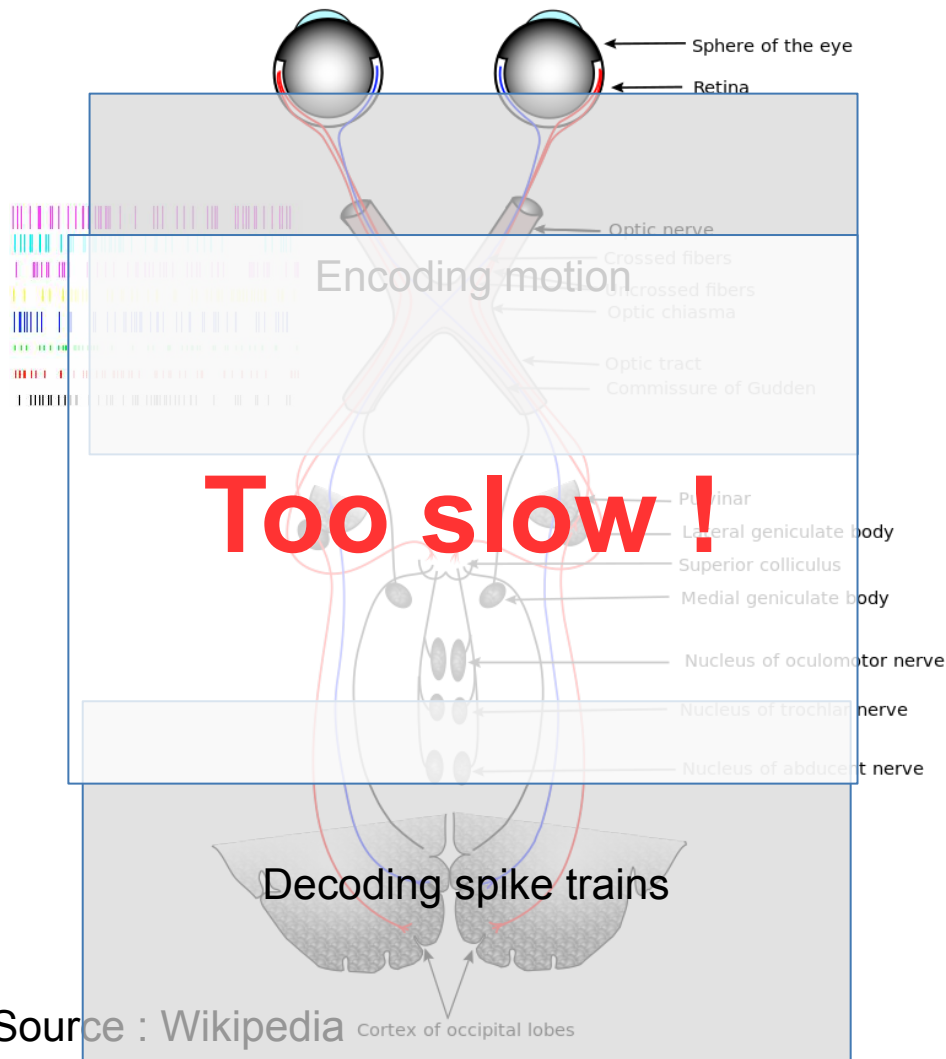 Sphere of the eye
Retina
Optic nerve
Crossed fibers
Encoding motion
Uncrossed fibers
Optic chiasma
Optic tract
Commissure of Gudden
Too slow !
Pulvinar
Lateral geniculate body
Superior colliculus
Medial geniculate body
Nucleus of oculomotor nerve
Nucleus of trochlar nerve
Nucleus of abducent nerve
Decoding spike trains
Source : Wikipedia
Cortex of occipital lobes